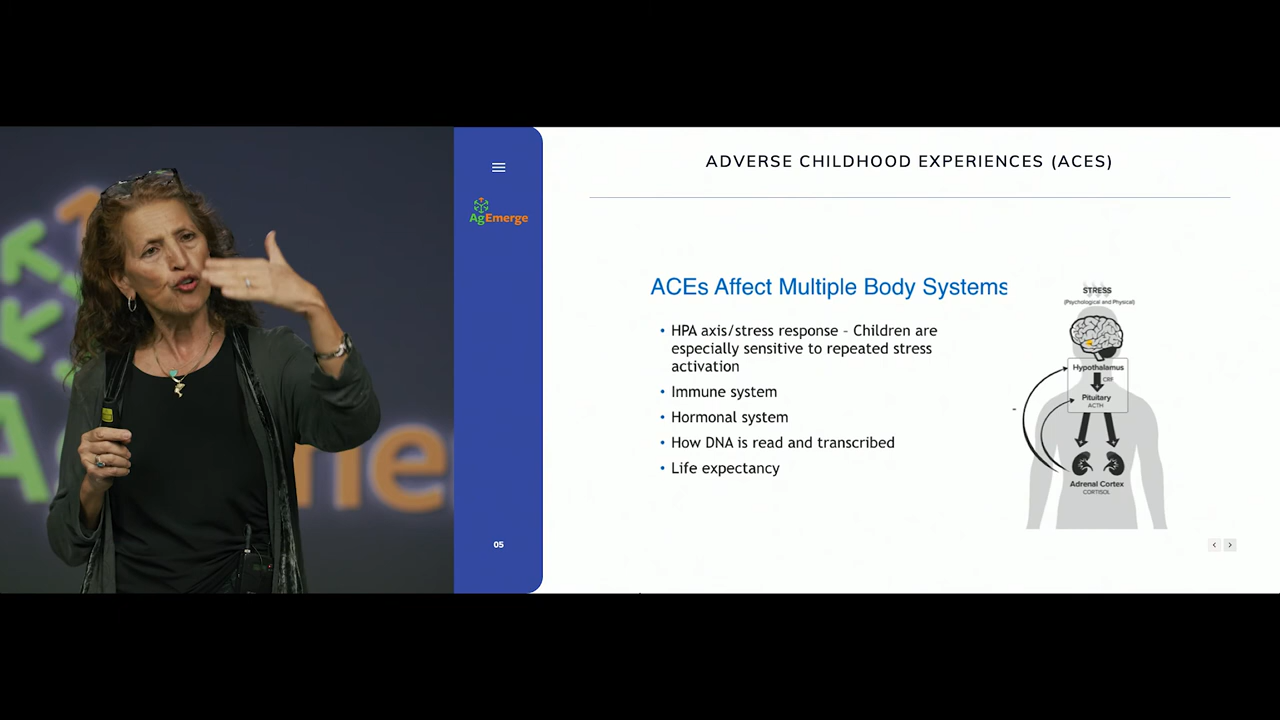 ADVERSE CHILDHOOD EXPERIENCES (ACES)
AgEmerge
ACEs Affect Multiple Body Systems
• HPA axis/stress response – Children are
especially sensitive to repeated stress
activation
• Immune system
• Hormonal system
• How DNA is read and transcribed
• Life expectancy
STRESS
(Psychological and Physical)
Hypothalamus
CRF
Pituitary
ACTH
Adrenal Cortex
CORTISOL
05